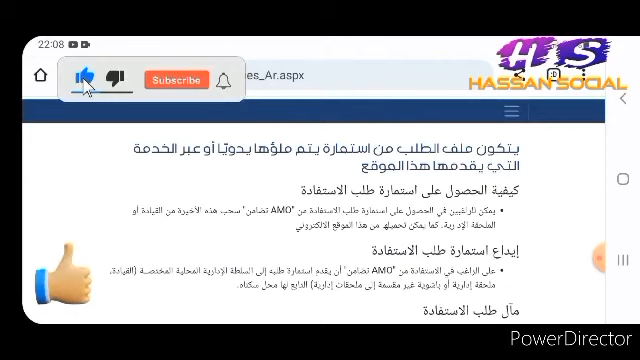 22:08
HS
HASSAN SOCIAL
Subscribe
es_Ar.aspx
يتكون ملف الطلب من استمارة يتم ملؤها يدويًا أو عبر الخدمة
التي يقدمها هذا الموقع
كيفية الحصول على استمارة طلب الاستفادة
يمكن للراغبين في الحصول على استمارة طلب الاستفادة من "AMO تضامن" سحب هذه الأخيرة من القيادة أو
الملحقة الإدارية، كما يمكن تحميلها من هذا الموقع الالكتروني
إيداع استمارة طلب الاستفادة
على الراغب في الاستفادة من "AMO تضامن" أن يقدم استمارة طلبه إلى السلطة الإدارية المحلية المختصة (القيادة،
ملحقة إدارية أو باشوية غير مقسمة إلى ملحقات إدارية) التابع لها محل سكناه.
مآل طلب الاستفادة
PowerDirector